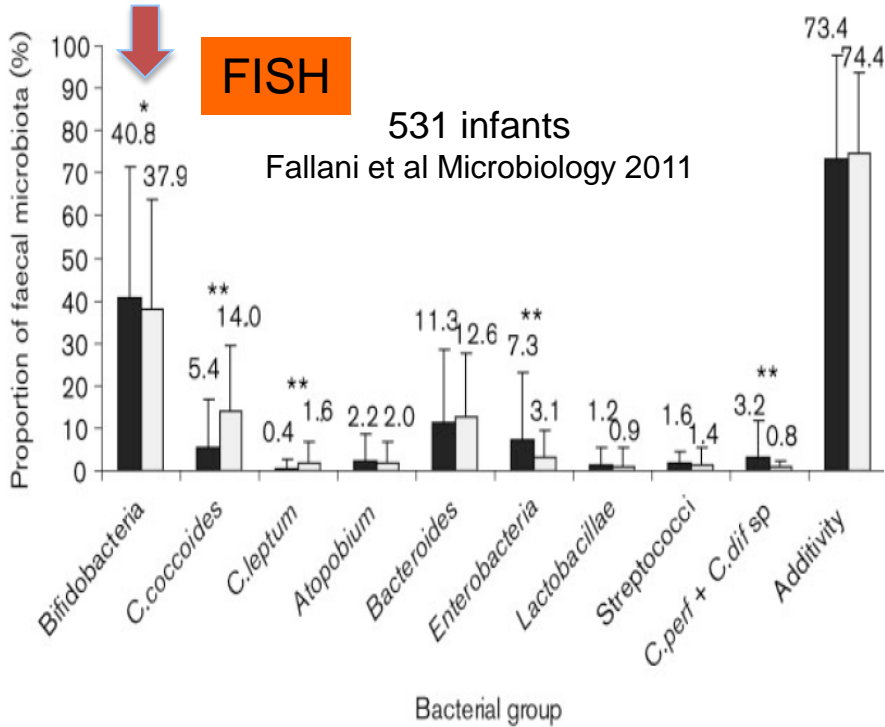 FISH
531 infants
Fallani et al Microbiology 2011
Proportion of faecal microbiota (%)
100
90
80
70
60
50
40
30
20
10
0
*
40.8
37.9
**
5.4
14.0
**
0.4
1.6
2.2
2.0
11.3
12.6
**
7.3
3.1
1.2
0.9
1.6
1.4
**
3.2
0.8
73.4
74.4
Bifidobacteria
C.coccoides
C.leptum
Atopobium
Bacteroides
Enterobacteria
Lactobacillae
Streptococci
C.perf + C.dif sp
Additivity
Bacterial group